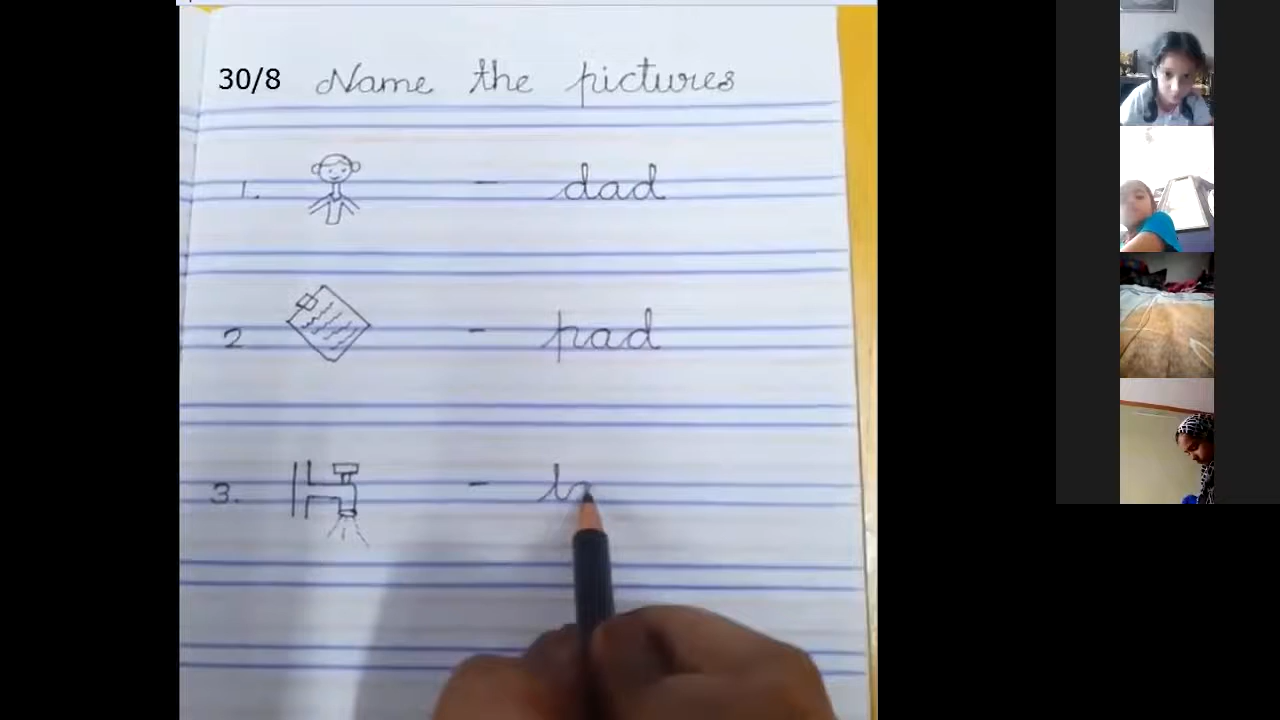 30/8 Name the pictures
1. - dad
2 - pad
3. -